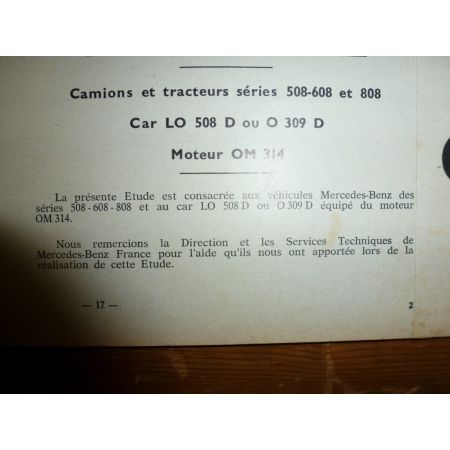 Camions et tracteurs séries 508-608 et 808
Car LO 508 D ou O 309 D
Moteur OM 314
La présente Etude est consacrée aux véhicules Mercedes-Benz des
séries 508-608-808 et au car LO 508 D ou O 309 D équipé du moteur
OM 314.
Nous remercions la Direction et les Services Techniques de
Mercedes-Benz France pour l'aide qu'ils nous ont apportée lors de la
réalisation de cette Etude.
— 17 — 2